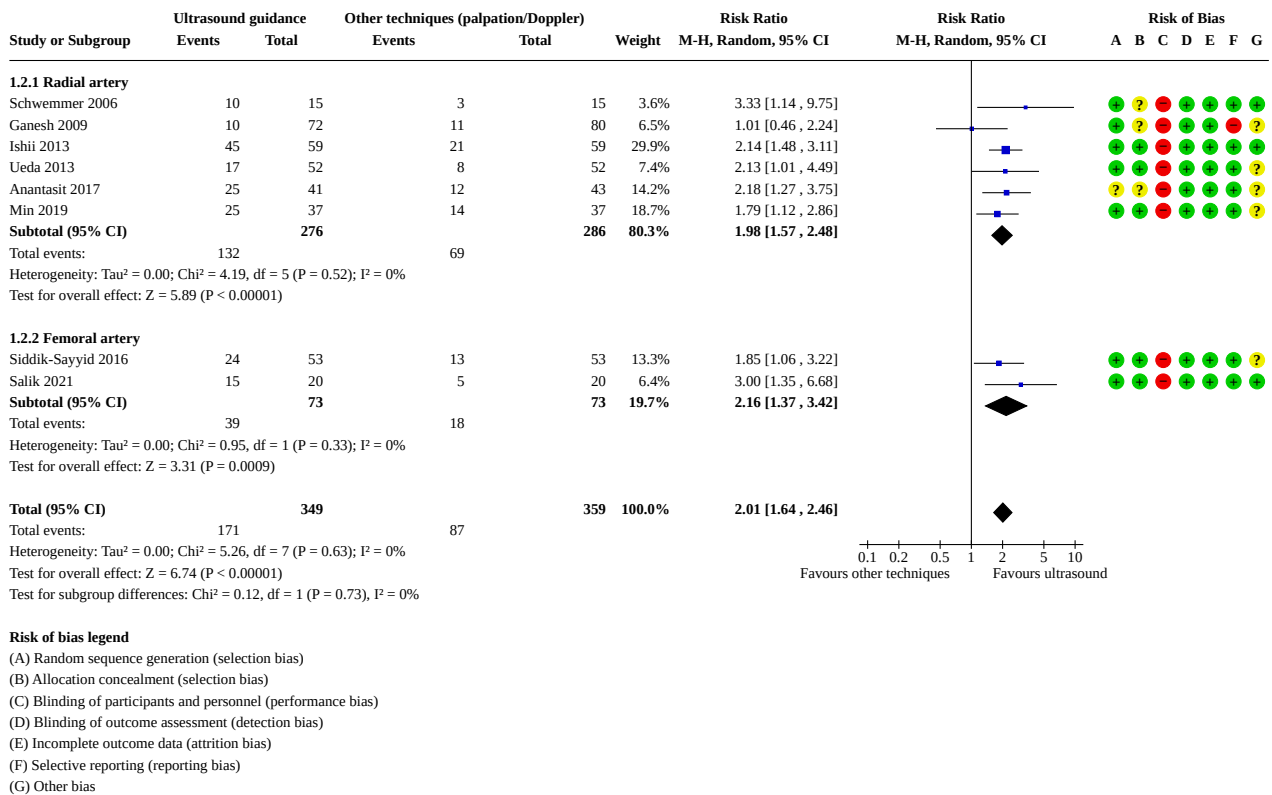 Ultrasound guidance Other techniques (palpation/Doppler) Risk Ratio Risk Ratio Risk of Bias
Study or Subgroup Events Total Events Total Weight M-H, Random, 95% CI M-H, Random, 95% CI A B C D E F G
1.2.1 Radial artery
Schwemmer 2006 10 15 3 15 3.6% 3.33 [1.14 , 9.75] + ? − + + + +
Ganesh 2009 10 72 11 80 6.5% 1.01 [0.46 , 2.24] + ? − + + − ?
Ishii 2013 45 59 21 59 29.9% 2.14 [1.48 , 3.11] + + − + + + +
Ueda 2013 17 52 8 52 7.4% 2.13 [1.01 , 4.49] + + − + + + ?
Anantasit 2017 25 41 12 43 14.2% 2.18 [1.27 , 3.75] ? ? − + + + ?
Min 2019 25 37 14 37 18.7% 1.79 [1.12 , 2.86] + + − + + + ?
Subtotal (95% CI) 276 286 80.3% 1.98 [1.57 , 2.48]
Total events: 132 69
Heterogeneity: Tau² = 0.00; Chi² = 4.19, df = 5 (P = 0.52); I² = 0%
Test for overall effect: Z = 5.89 (P < 0.00001)
1.2.2 Femoral artery
Siddik-Sayyid 2016 24 53 13 53 13.3% 1.85 [1.06 , 3.22] + + − + + + ?
Salik 2021 15 20 5 20 6.4% 3.00 [1.35 , 6.68] + + − + + + +
Subtotal (95% CI) 73 73 19.7% 2.16 [1.37 , 3.42]
Total events: 39 18
Heterogeneity: Tau² = 0.00; Chi² = 0.95, df = 1 (P = 0.33); I² = 0%
Test for overall effect: Z = 3.31 (P = 0.0009)
Total (95% CI) 349 359 100.0% 2.01 [1.64 , 2.46]
Total events: 171 87
Heterogeneity: Tau² = 0.00; Chi² = 5.26, df = 7 (P = 0.63); I² = 0%
Test for overall effect: Z = 6.74 (P < 0.00001)
Test for subgroup differences: Chi² = 0.12, df = 1 (P = 0.73), I² = 0%
0.1 0.2 0.5 1 2 5 10
Favours other techniques Favours ultrasound
Risk of bias legend
(A) Random sequence generation (selection bias)
(B) Allocation concealment (selection bias)
(C) Blinding of participants and personnel (performance bias)
(D) Blinding of outcome assessment (detection bias)
(E) Incomplete outcome data (attrition bias)
(F) Selective reporting (reporting bias)
(G) Other bias